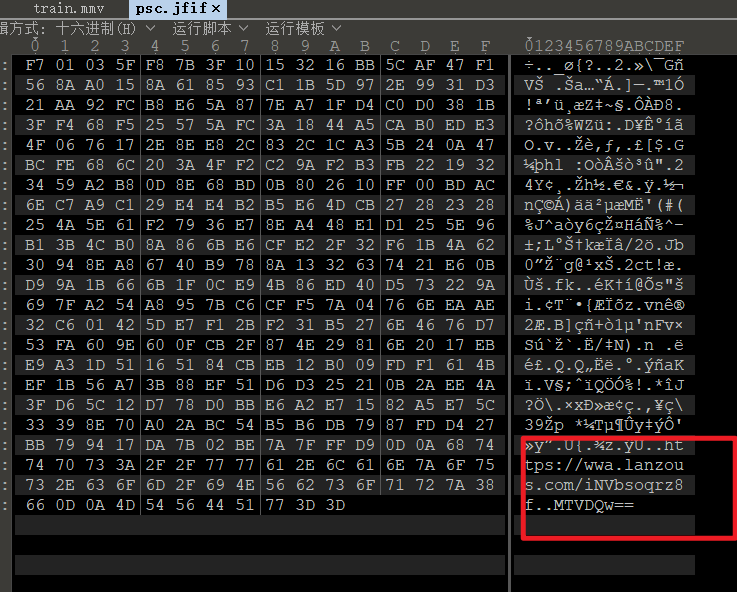 train.mmv psc.jfif ×
辑方式: 十六进制(H) 运行脚本 运行模板
0 1 2 3 4 5 6 7 8 9 A B C D E F 0123456789ABCDEF
: F7 01 03 5F F8 7B 3F 10 15 32 16 BB 5C AF 47 F1 ÷.._ø{?..2.»\¯Gñ
: 56 8A 0A 15 8A 61 85 93 C1 1B 5D 97 2E 99 31 D3 VŠ .Ša…“Á.]—.™1Ó
: 21 AA 92 FC B8 E6 5A 87 7E A7 1F D4 C0 D0 38 1B !ª’ü¸æZ‡~§.ÔÀÐ8.
: 3F F4 68 F5 25 57 5A FC 3A 18 44 A5 CA B0 ED E3 ?ôhõ%WZü:.D¥Ê°íã
: 4F 06 76 17 2E 8E E8 2C 83 2C 1C A3 5B 24 0A 47 O.v..Žè,ƒ,.£[$.G
: BC FE 68 6C 20 3A 4F F2 C2 9A F2 B3 FB 22 19 32 ¼þhl :OòÂšò³û".2
: 34 59 A2 B8 0D 8E 68 BD 0B 80 26 10 FF 00 BD AC 4Y¢¸.Žh½.€&.ÿ.½¬
: 6E C7 A9 C1 29 E4 E4 B2 B5 E6 4D CB 27 28 23 28 nÇ©Á)ää²µæMË'(#(
: 25 4A 5E 61 F2 79 36 E7 8E A4 48 E1 D1 25 5E 96 %J^aòy6çŽ¤HáÑ%^–
: B1 3B 4C B0 8A 86 6B E6 CF E2 2F 32 F6 1B 4A 62 ±;L°Š†kæÏâ/2ö.Jb
: 30 94 8E A8 67 40 B9 78 8A 13 32 63 74 21 E6 0B 0”Ž¨g@¹xŠ.2ct!æ.
: D9 9A 1B 66 6B 1F 0C E9 4B 86 ED 40 D5 73 22 9A Ùš.fk..éK†í@Õs"š
: 69 7F A2 54 A8 95 7B C6 CF F5 7A 04 76 6E EA AE i.¢T¨•{ÆÏõz.vnê®
: 32 C6 01 42 5D E7 F1 2B F2 31 B5 27 6E 46 76 D7 2Æ.B]çñ+ò1µ'nFv×
: 53 FA 60 9E 60 0F CB 2F 87 4E 29 81 6E 20 17 EB Sú`ž`.Ë/‡N).n .ë
: E9 A3 1D 51 16 51 84 CB EB 12 B0 09 FD F1 61 4B é£.Q.Q„Ëë.°.ýñaK
: EF 1B 56 A7 3B 88 EF 51 D6 D3 25 21 0B 2A EE 4A ï.V§;ˆïQÖÓ%!.*îJ
: 3F D6 5C 12 D7 78 D0 BB E6 A2 E7 15 82 A5 E7 5C ?Ö\.×xÐ»æ¢ç.‚¥ç\
: 33 39 8E 70 A0 2A BC 54 B5 B6 DB 79 87 FD D4 27 39Žp *¼Tµ¶Ûy‡ýÔ'
: BB 79 94 17 DA 7B 02 BE 7A 7F FF D9 0D 0A 68 74 »y”.Ú{.¾z.ÿÙ..ht
: 74 70 73 3A 2F 2F 77 77 61 2E 6C 61 6E 7A 6F 75 tps://wwa.lanzou
: 73 2E 63 6F 6D 2F 69 4E 56 62 73 6F 71 72 7A 38 s.com/iNVbsoqrz8
: 66 0D 0A 4D 54 56 44 51 77 3D 3D f..MTVDQw==